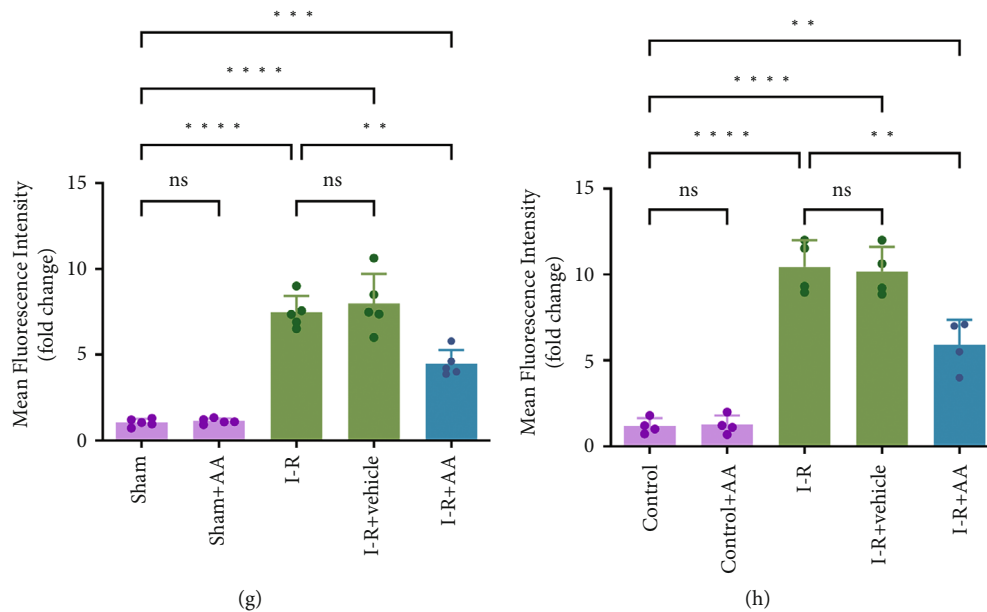 * * *
* * * *
* * * *
* *
ns
ns
15
10
5
0
Mean Fluorescence Intensity
(fold change)
Sham
Sham+AA
I-R
I-R+vehicle
I-R+AA
(g)
* *
* * * *
* * * *
* *
ns
ns
15
10
5
0
Mean Fluorescence Intensity
(fold change)
Control
Control+AA
I-R
I-R+vehicle
I-R+AA
(h)